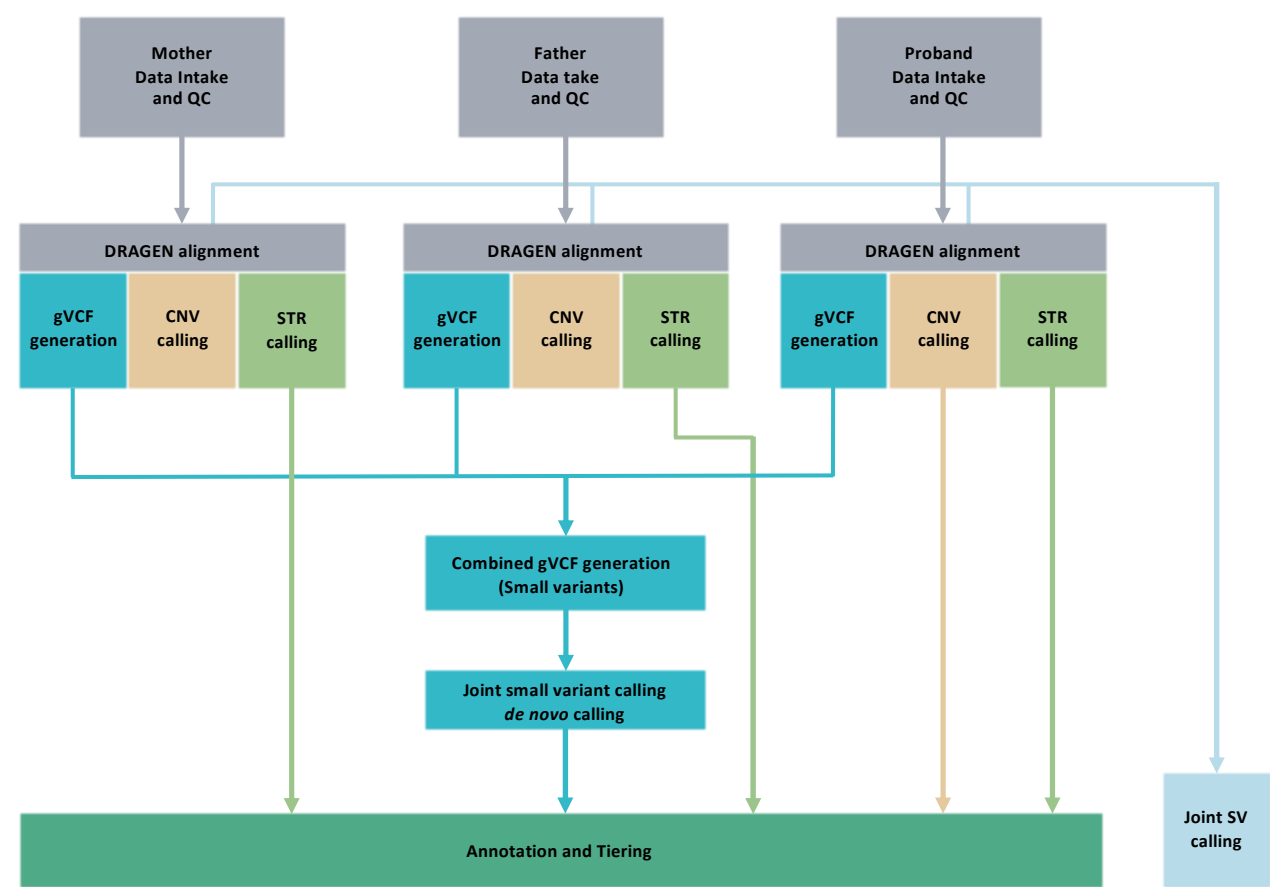 Mother
Data Intake
and QC
Father
Data take
and QC
Proband
Data Intake
and QC
DRAGEN alignment
DRAGEN alignment
DRAGEN alignment
gVCF
generation
CNV
calling
STR
calling
gVCF
generation
CNV
calling
STR
calling
gVCF
generation
CNV
calling
STR
calling
Combined gVCF generation
(Small variants)
Joint small variant calling
de novo calling
Annotation and Tiering
Joint SV
calling